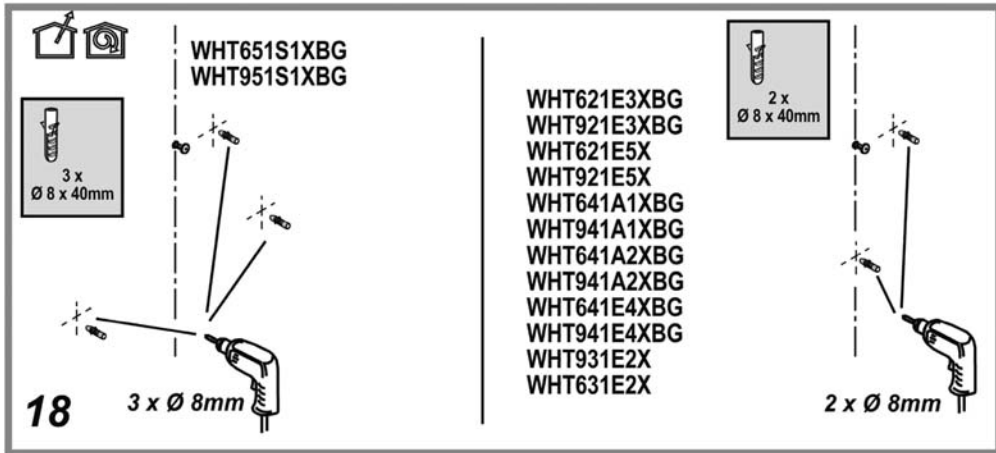 WHT651S1XBG
WHT951S1XBG
3 x
Ø 8 x 40mm
18
3 x Ø 8mm
WHT621E3XBG
WHT921E3XBG
WHT621E5X
WHT921E5X
WHT641A1XBG
WHT941A1XBG
WHT641A2XBG
WHT941A2XBG
WHT641E4XBG
WHT941E4XBG
WHT931E2X
WHT631E2X
2 x
Ø 8 x 40mm
2 x Ø 8mm